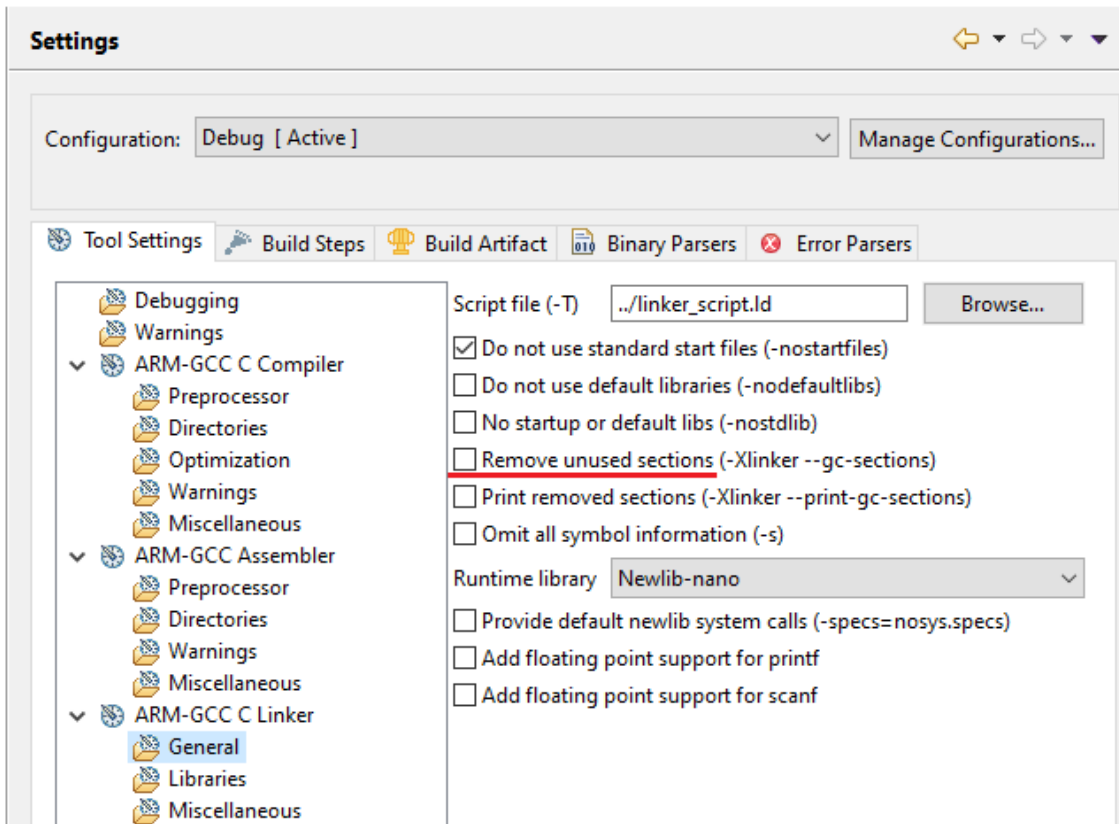 Settings
Configuration: Debug [ Active ] Manage Configurations...
Tool Settings Build Steps Build Artifact Binary Parsers Error Parsers
Debugging
Warnings
ARM-GCC C Compiler
Preprocessor
Directories
Optimization
Warnings
Miscellaneous
ARM-GCC Assembler
Preprocessor
Directories
Warnings
Miscellaneous
ARM-GCC C Linker
General
Libraries
Miscellaneous
Script file (-T) ../linker_script.ld Browse...
Do not use standard start files (-nostartfiles)
Do not use default libraries (-nodefaultlibs)
No startup or default libs (-nostdlib)
Remove unused sections (-Xlinker --gc-sections)
Print removed sections (-Xlinker --print-gc-sections)
Omit all symbol information (-s)
Runtime library Newlib-nano
Provide default newlib system calls (-specs=nosys.specs)
Add floating point support for printf
Add floating point support for scanf